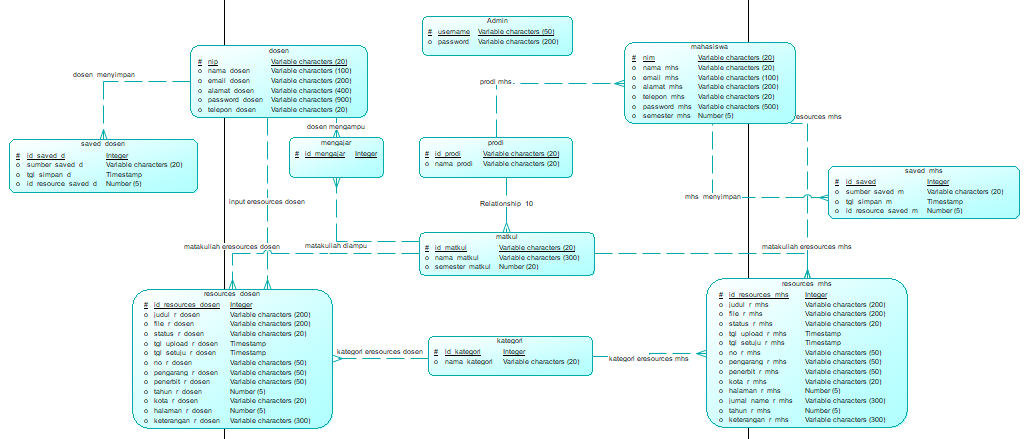 Admin
# username Variable characters (50)
o password Variable characters (200)
dosen
# nip Variable characters (20)
o nama dosen Variable characters (100)
o email dosen Variable characters (200)
o alamat dosen Variable characters (400)
o password dosen Variable characters (900)
o telepon dosen Variable characters (20)
mahasiswa
# nim Variable characters (20)
o nama mhs Variable characters (20)
o email mhs Variable characters (100)
o alamat mhs Variable characters (200)
o telepon mhs Variable characters (20)
o password mhs Variable characters (500)
o semester mhs Number (5)
dosen menyimpan
prodi mhs
esources mhs
dosen mengampu
saved dosen
# id saved d Integer
o sumber saved d Variable characters (20)
o tgl simpan d Timestamp
o id resource saved d Number (5)
mengajar
# id mengajar Integer
prodi
# id prodi Variable characters (20)
o nama prodi Variable characters (20)
saved mhs
# id saved Integer
o sumber saved m Variable characters (20)
o tgl simpan m Timestamp
o id resource saved m Number (5)
input eresources dosen
Relationship 10
mhs menyimpan
matakuliah eresources dosen
matakuliah diampu
matakuliah eresources mhs
matkul
# id matkul Variable characters (20)
o nama matkul Variable characters (300)
o semester matkul Number (20)
resources dosen
# id resources dosen Integer
o judul r dosen Variable characters (200)
o file r dosen Variable characters (200)
o status r dosen Variable characters (20)
o tgl upload r dosen Timestamp
o tgl setuju r dosen Timestamp
o no r dosen Variable characters (50)
o pengarang r dosen Variable characters (50)
o penerbit r dosen Variable characters (50)
o tahun r dosen Number (5)
o kota r dosen Variable characters (20)
o halaman r dosen Number (5)
o keterangan r dosen Variable characters (300)
kategori eresources dosen
kategori
# id kategori Integer
o nama kategori Variable characters (20)
kategori eresources mhs
resources mhs
# id resources mhs Integer
o judul r mhs Variable characters (200)
o file r mhs Variable characters (200)
o status r mhs Variable characters (20)
o tgl upload r mhs Timestamp
o tgl setuju r mhs Timestamp
o no r mhs Variable characters (50)
o pengarang r mhs Variable characters (50)
o penerbit r mhs Variable characters (50)
o kota r mhs Variable characters (20)
o halaman r mhs Number (5)
o jurnal name r mhs Variable characters (300)
o tahun r mhs Number (5)
o keterangan r mhs Variable characters (300)